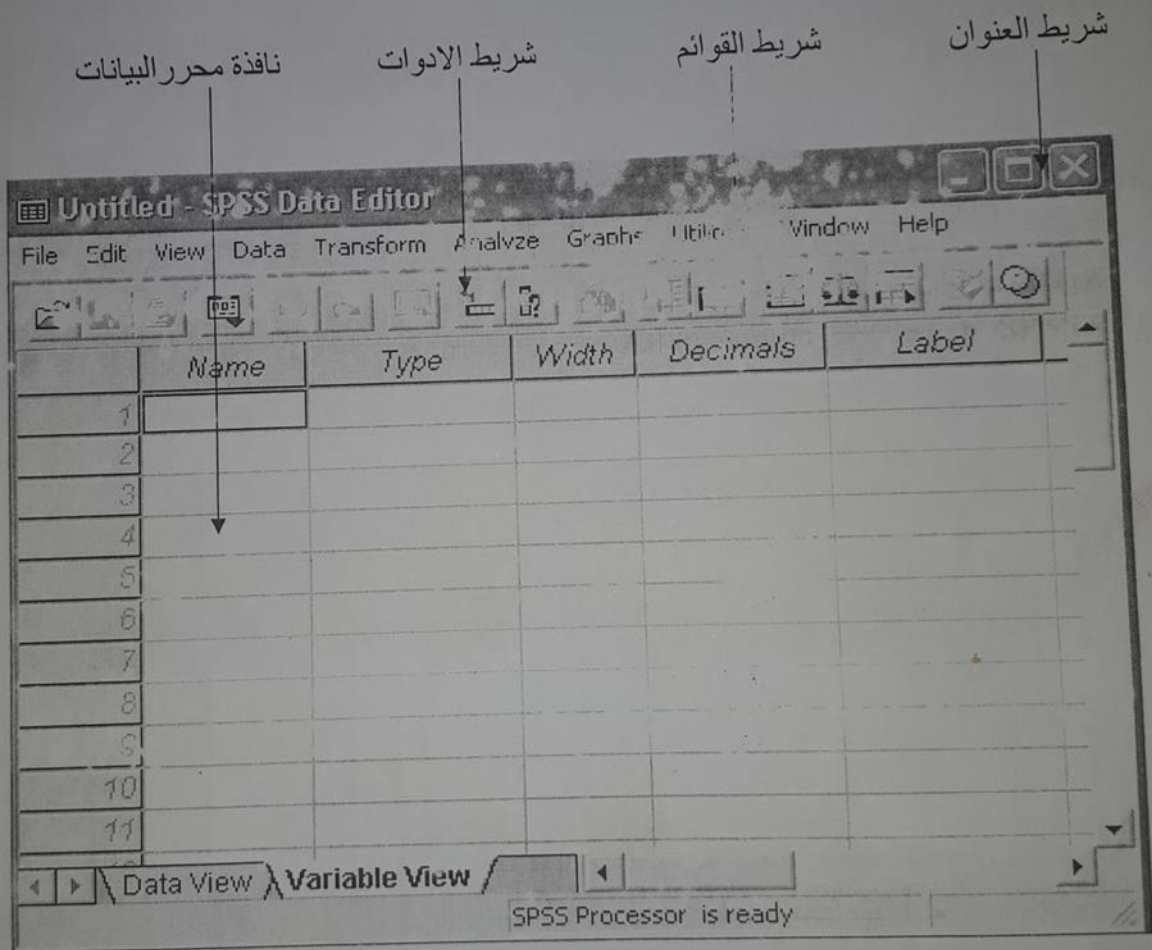 شريط العنوان
شريط القوائم
شريط الادوات
نافذة محرر البيانات
Untitled - SPSS Data Editor
File Edit View Data Transform Analyze Graphs Window Help
Name Type Width Decimals Label
1
2
3
4
5
6
7
8
9
10
11
Data View Variable View
SPSS Processor is ready